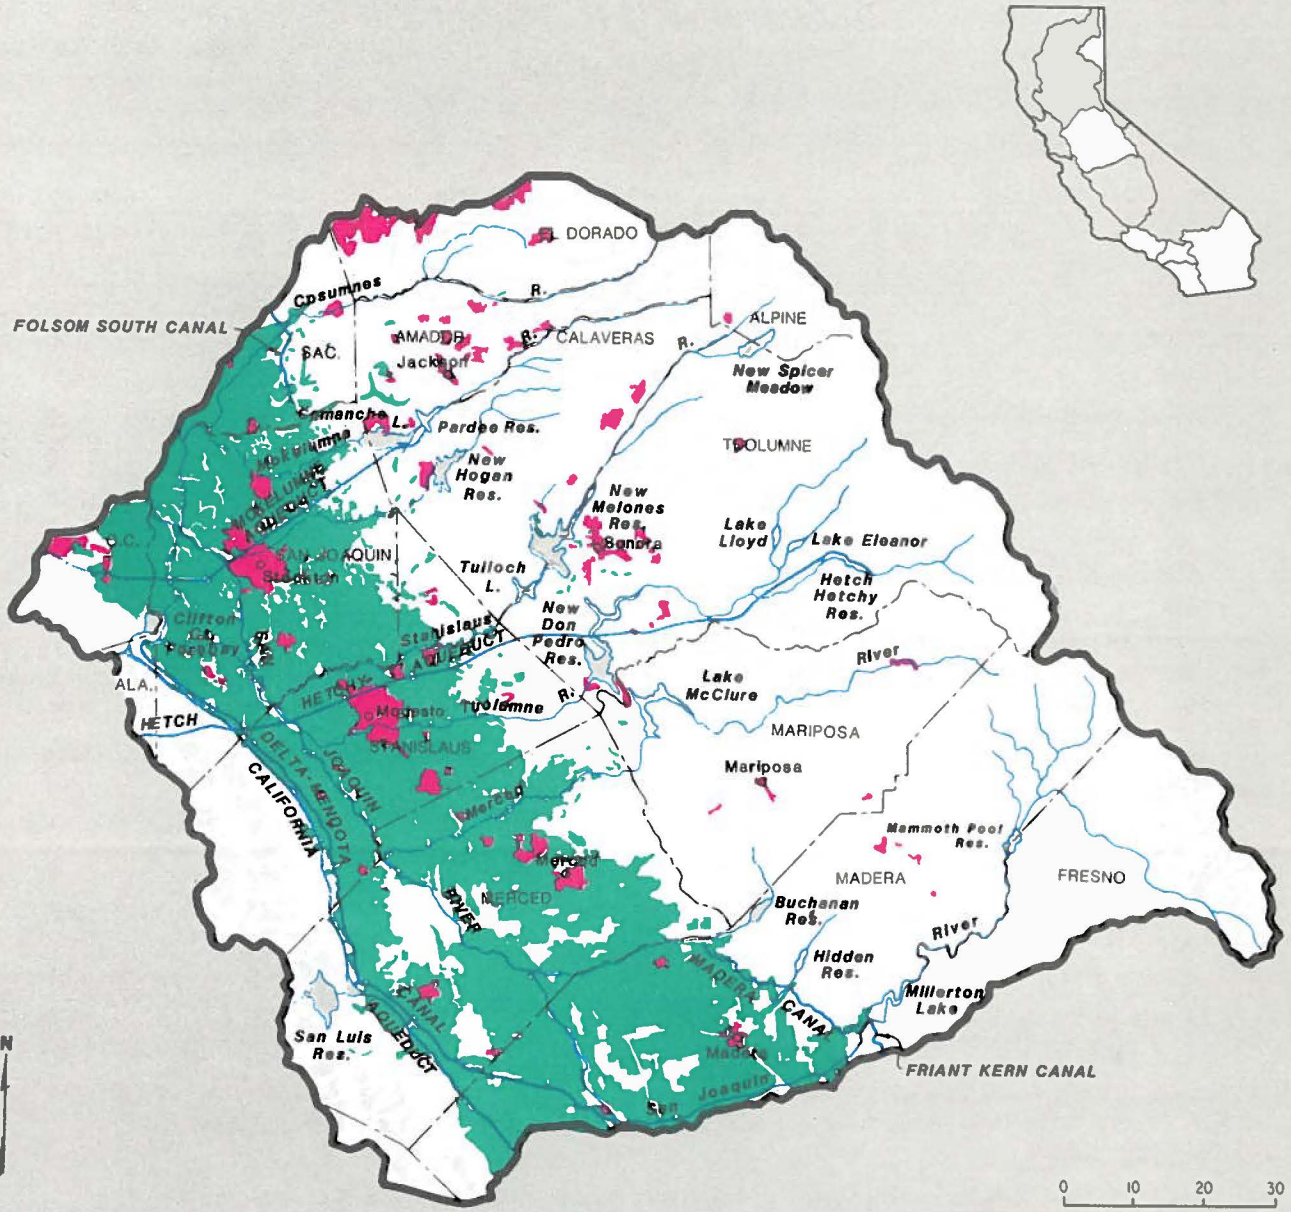 EL DORADO
Cosumnes
R.
FOLSOM SOUTH CANAL
SAC.
AMADOR
Jackson
R.
CALAVERAS
R.
ALPINE
New Spicer
Meadow
Camanche
L.
Pardee Res.
Mokelumne
MOKELUMNE
AQUEDUCT
New
Hogan
Res.
TUOLUMNE
New
Melones
Res.
Sonora
Lake
Lloyd
Lake Eleanor
C.C.
SAN JOAQUIN
Stockton
Tulloch
L.
Hetch
Hetchy
Res.
New
Don
Pedro
Res.
Clifton
Ct.
Forebay
SAN
Stanislaus
AQUEDUCT
HETCHY
River
ALA.
HETCH
Modesto
Tuolumne
R.
Lake
McClure
STANISLAUS
MARIPOSA
DELTA-MENDOTA
JOAQUIN
CALIFORNIA
Merced
Mariposa
Mammoth Pool
Res.
Merced
MERCED
RIVER
MADERA
FRESNO
Buchanan
Res.
River
Hidden
Res.
MADERA
CANAL
Millerton
Lake
CANAL
AQUEDUCT
San Luis
Res.
Madera
San Joaquin
FRIANT KERN CANAL
N
0 10 20 30